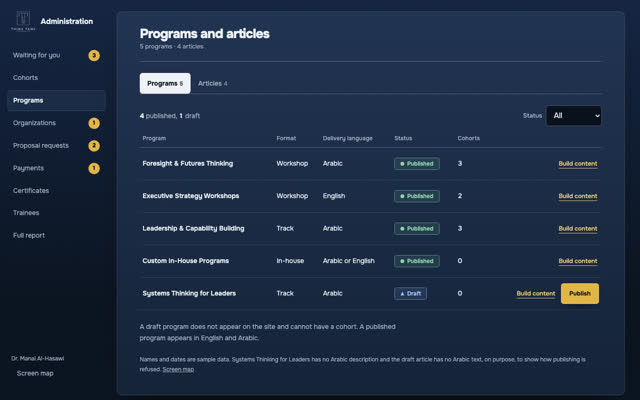 THINK FENS
Administration
Waiting for you 3
Cohorts
Programs
Organizations 1
Proposal requests 2
Payments 1
Certificates
Trainees
Full report
Dr. Manal Al-Hasawi
Screen map
Programs and articles
5 programs · 4 articles
Programs 5 Articles 4
4 published, 1 draft Status All
Program Format Delivery language Status Cohorts
Foresight & Futures Thinking Workshop Arabic Published 3 Build content
Executive Strategy Workshops Workshop English Published 2 Build content
Leadership & Capability Building Track Arabic Published 3 Build content
Custom In-House Programs In-house Arabic or English Published 0 Build content
Systems Thinking for Leaders Track Arabic Draft 0 Build content Publish
A draft program does not appear on the site and cannot have a cohort. A published
program appears in English and Arabic.
Names and dates are sample data. Systems Thinking for Leaders has no Arabic description and the draft article has no Arabic text, on purpose, to show how publishing is
refused. Screen map